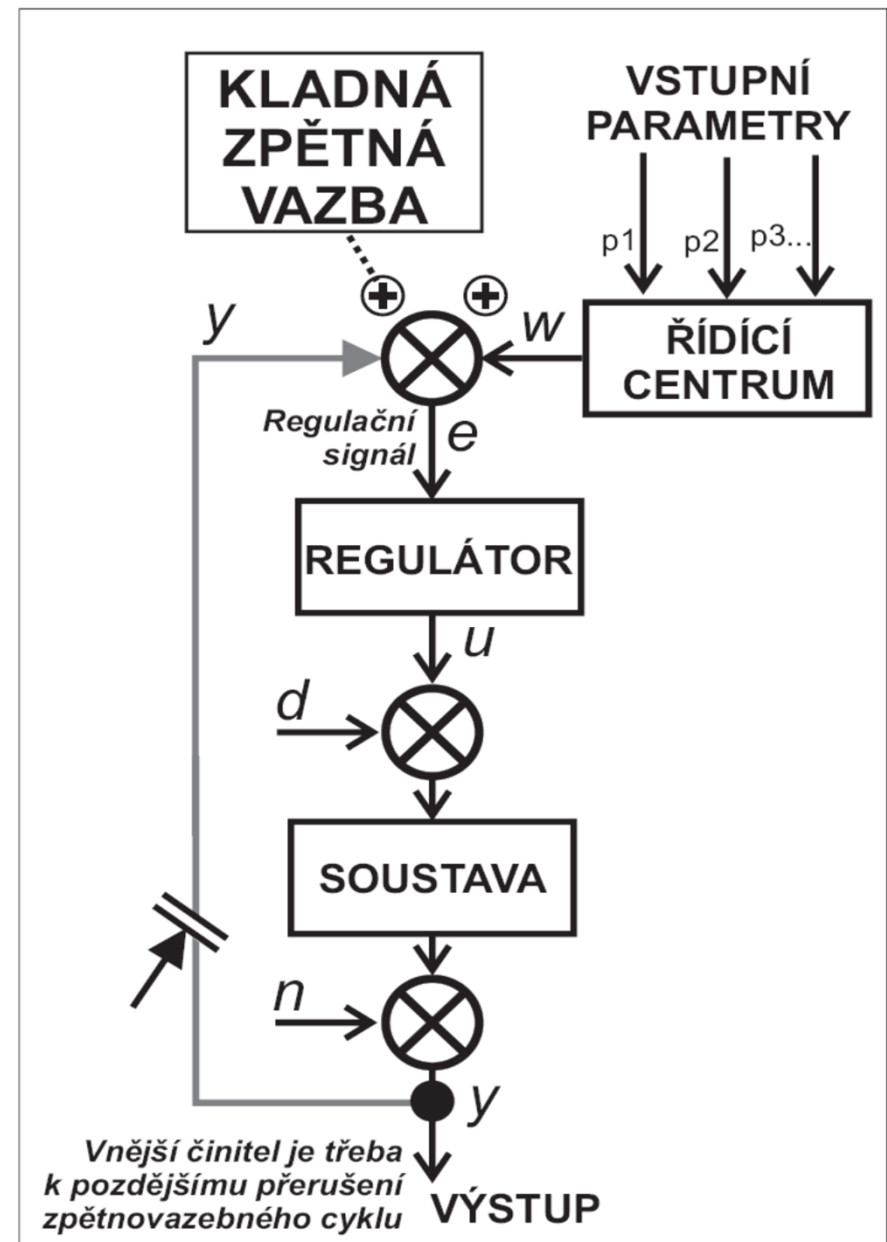 KLADNÁ
ZPĚTNÁ
VAZBA
VSTUPNÍ
PARAMETRY
p1
p2
p3...
y
w
ŘÍDÍCÍ
CENTRUM
Regulační
signál
e
REGULÁTOR
u
d
SOUSTAVA
n
y
Vnější činitel je třeba
k pozdějšímu přerušení
zpětnovazebného cyklu
VÝSTUP